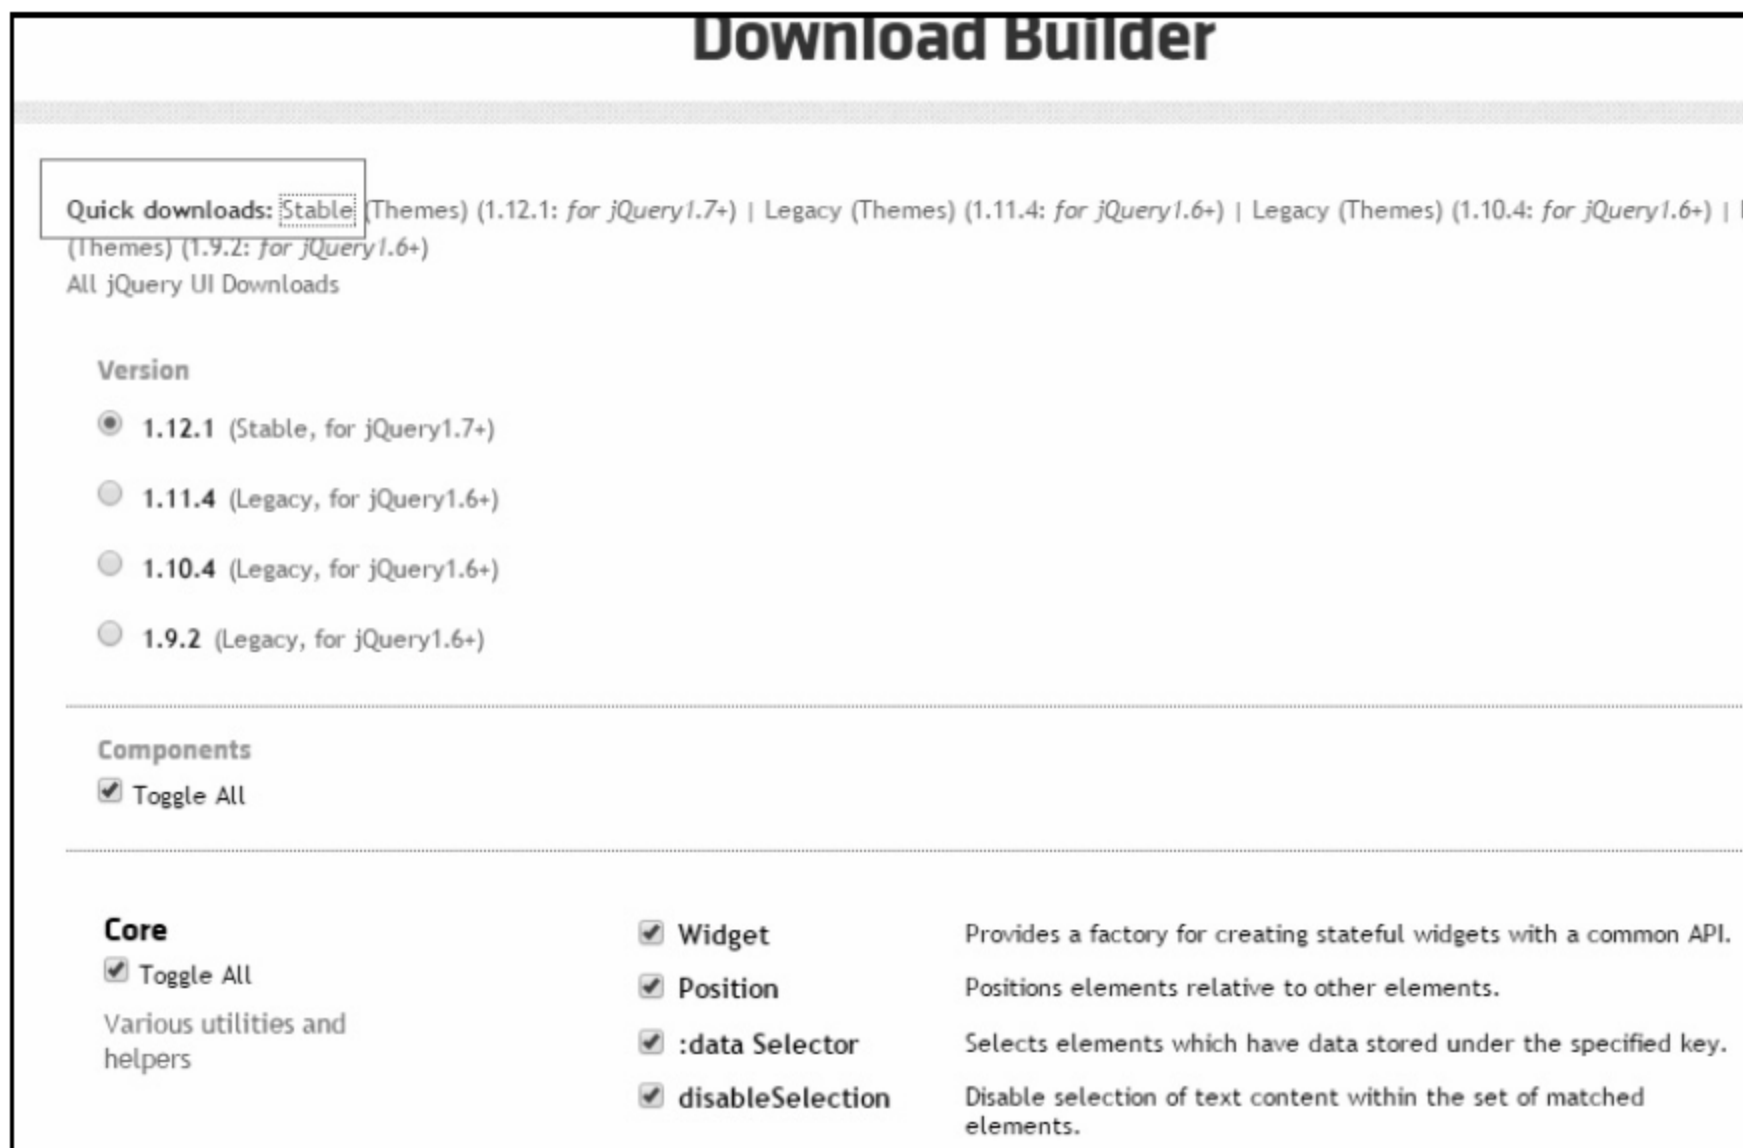 Download Builder
Quick downloads: Stable (Themes) (1.12.1: for jQuery1.7+) | Legacy (Themes) (1.11.4: for jQuery1.6+) | Legacy (Themes) (1.10.4: for jQuery1.6+) |
(Themes) (1.9.2: for jQuery1.6+)
All jQuery UI Downloads
Version
1.12.1 (Stable, for jQuery1.7+)
1.11.4 (Legacy, for jQuery1.6+)
1.10.4 (Legacy, for jQuery1.6+)
1.9.2 (Legacy, for jQuery1.6+)
Components
Toggle All
Core
Toggle All
Various utilities and
helpers
Widget Provides a factory for creating stateful widgets with a common API.
Position Positions elements relative to other elements.
:data Selector Selects elements which have data stored under the specified key.
disableSelection Disable selection of text content within the set of matched
elements.